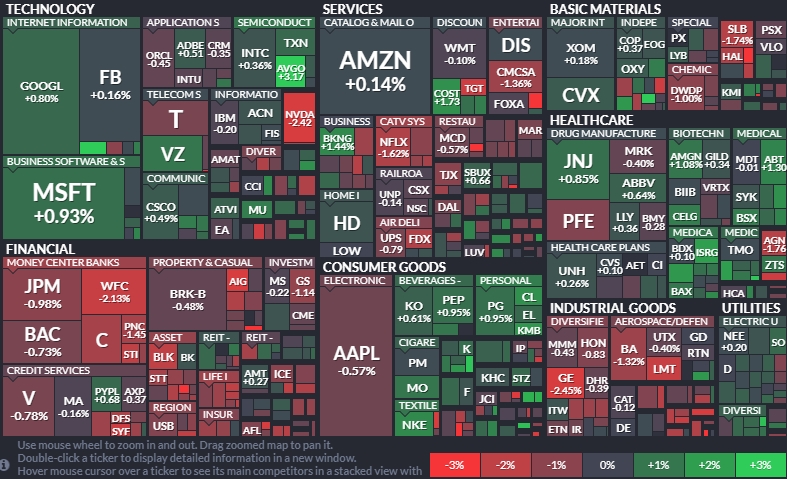 TECHNOLOGY
INTERNET INFORMATION
GOOGL
+0.80%
FB
+0.16%
APPLICATION S
ORCL
-0.45
ADBE
+0.51
CRM
-0.35
INTU
SEMICONDUCT
INTC
+0.36%
TXN
AVGO
+3.17
TELECOM S
T
VZ
INFORMATIO
IBM
-0.20
ACN
FIS
NVDA
-2.42
BUSINESS SOFTWARE & S
MSFT
+0.93%
COMMUNIC
CSCO
+0.49%
AMAT
DIVER
CCI
ATVI
MU
EA
FINANCIAL
MONEY CENTER BANKS
JPM
-0.98%
WFC
-2.13%
BAC
-0.73%
C
PNC
-1.45
STI
PROPERTY & CASUAL
BRK-B
-0.48%
AIG
INVESTM
MS
-0.22
GS
-1.14
CME
CREDIT SERVICES
V
-0.78%
MA
-0.16%
PYPL
+0.68
AXP
-0.37
DFS
SYF
ASSET
BLK
BK
STT
REGION
USB
REIT -
LIFE I
INSUR
REIT -
AMT
+0.27
ICE
AFL
SERVICES
CATALOG & MAIL O
AMZN
+0.14%
DISCOUN
WMT
-0.10%
COST
+1.73
TGT
ENTERTAI
DIS
CMCSA
-1.36%
FOXA
BUSINESS
BKNG
+1.44%
CATV SYS
NFLX
-1.62%
RESTAU
MCD
-0.57%
MAR
RAILROA
UNP
-0.14
CSX
NSC
TJX
SBUX
+0.66
HOME I
HD
LOW
AIR DELI
UPS
-0.79
FDX
DAL
LUV
CONSUMER GOODS
ELECTRONIC
AAPL
-0.57%
BEVERAGES -
KO
+0.61%
PEP
+0.95%
PERSONAL
PG
+0.95%
CL
EL
KMB
CIGARE
PM
MO
K
IP
KHC
STZ
F
JCI
TEXTILE
NKE
BASIC MATERIALS
MAJOR INT
XOM
+0.18%
CVX
INDEPE
COP
+0.37
EOG
OXY
SPECIAL
PX
LYB
CHEMIC
DWDP
-1.00%
SLB
-1.74%
HAL
PSX
VLO
KMI
HEALTHCARE
DRUG MANUFACTURE
JNJ
+0.85%
MRK
-0.40%
ABBV
+0.64%
PFE
LLY
+0.36
BMY
-0.28
BIOTECHN
AMGN
+1.08%
GILD
+0.34
BIIB
VRTX
CELG
MEDICAL
MDT
-0.01
ABT
+1.30
SYK
BSX
HEALTH CARE PLANS
UNH
+0.26%
CVS
+0.10
AET
CI
MEDICA
BDX
+0.10
ISRG
BAX
MEDIC
TMO
AGN
-1.76
ZTS
HCA
INDUSTRIAL GOODS
DIVERSIFIE
MMM
-0.43
HON
-0.83
GE
-2.45%
DHR
-0.39
ITW
ETN
IR
AEROSPACE/DEFEN
BA
-1.32%
UTX
-0.40%
GD
RTN
LMT
CAT
-0.12
DE
UTILITIES
ELECTRIC U
NEE
+0.20
SO
D
DIVERSI
Use mouse wheel to zoom in and out. Drag zoomed map to pan it.
Double-click a ticker to display detailed information in a new window.
Hover mouse cursor over a ticker to see its main competitors in a stacked view with
-3%
-2%
-1%
0%
+1%
+2%
+3%